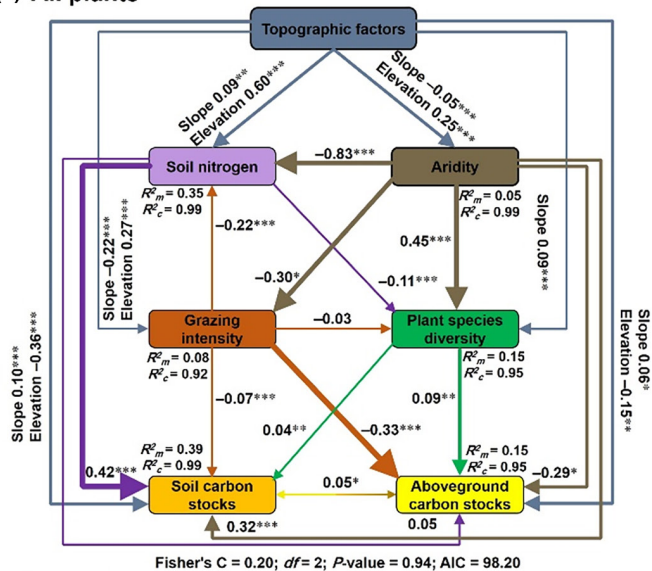 Topographic factors
Slope 0.09**
Elevation 0.60***
Slope –0.05***
Elevation 0.25***
Soil nitrogen
–0.83***
Aridity
R²m = 0.35
R²c = 0.99
R²m = 0.05
R²c = 0.99
–0.22***
0.45***
Slope –0.22***
Elevation 0.27***
Slope 0.09***
–0.30*
–0.11***
Grazing
intensity
–0.03
Plant species
diversity
R²m = 0.08
R²c = 0.92
R²m = 0.15
R²c = 0.95
Slope 0.10***
Elevation –0.36***
Slope 0.06*
Elevation –0.15**
–0.07***
0.04**
–0.33***
0.09**
R²m = 0.39
R²c = 0.99
R²m = 0.15
R²c = 0.95
0.42***
–0.29*
Soil carbon
stocks
0.05*
Aboveground
carbon stocks
0.32***
0.05
Fisher's C = 0.20; df = 2; P-value = 0.94; AIC = 98.20